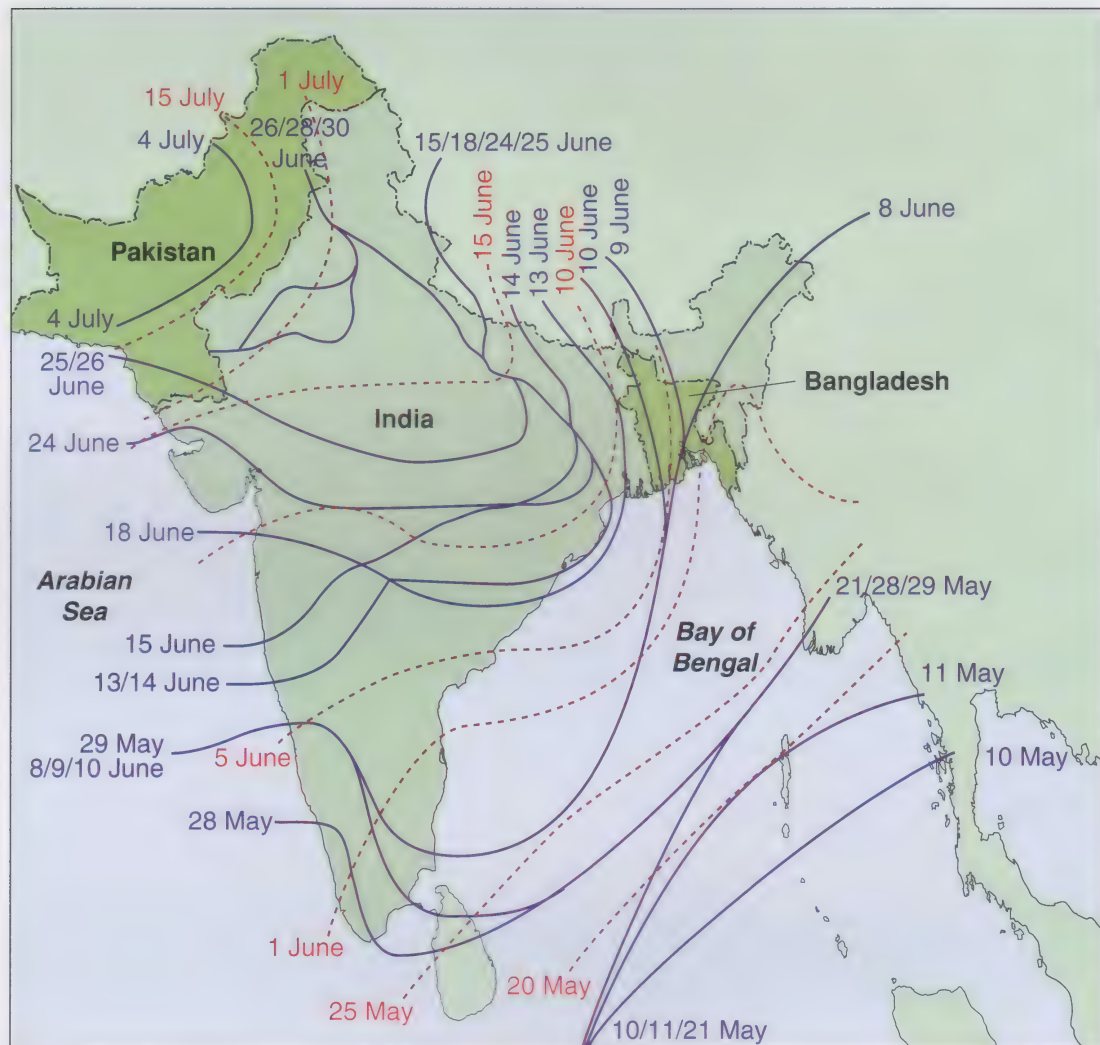 1 July
15 July
4 July
26/28/30
June
15/18/24/25 June
15 June
14 June
13 June
10 June
10 June
9 June
8 June
Pakistan
4 July
25/26
June
India
Bangladesh
24 June
18 June
Arabian
Sea
21/28/29 May
15 June
Bay of
Bengal
13/14 June
11 May
29 May
8/9/10 June
5 June
10 May
28 May
1 June
20 May
25 May
10/11/21 May